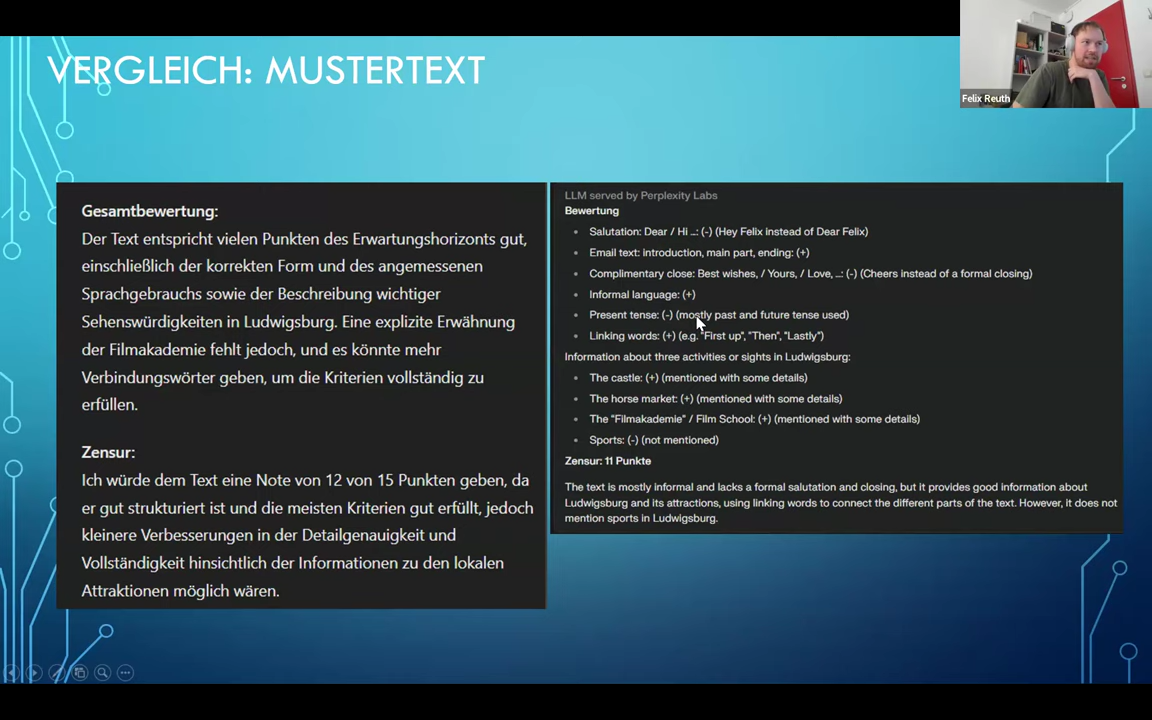 VERGLEICH: MUSTERTEXT
Felix Reuth
Gesamtbewertung:
Der Text entspricht vielen Punkten des Erwartungshorizonts gut,
einschließlich der korrekten Form und des angemessenen
Sprachgebrauchs sowie der Beschreibung wichtiger
Sehenswürdigkeiten in Ludwigsburg. Eine explizite Erwähnung
der Filmakademie fehlt jedoch, und es könnte mehr
Verbindungswörter geben, um die Kriterien vollständig zu
erfüllen.
Zensur:
Ich würde dem Text eine Note von 12 von 15 Punkten geben, da
er gut strukturiert ist und die meisten Kriterien gut erfüllt, jedoch
kleinere Verbesserungen in der Detailgenauigkeit und
Vollständigkeit hinsichtlich der Informationen zu den lokalen
Attraktionen möglich wären.
LLM served by Perplexity Labs
Bewertung
Salutation: Dear / Hi ...: (-) (Hey Felix instead of Dear Felix)
Email text: introduction, main part, ending: (+)
Complimentary close: Best wishes, / Yours, / Love, ...: (-) (Cheers instead of a formal closing)
Informal language: (+)
Present tense: (-) (mostly past and future tense used)
Linking words: (+) (e.g. "First up", "Then", "Lastly")
Information about three activities or sights in Ludwigsburg:
The castle: (+) (mentioned with some details)
The horse market: (+) (mentioned with some details)
The "Filmakademie" / Film School: (+) (mentioned with some details)
Sports: (-) (not mentioned)
Zensur: 11 Punkte
The text is mostly informal and lacks a formal salutation and closing, but it provides good information about
Ludwigsburg and its attractions, using linking words to connect the different parts of the text. However, it does not
mention sports in Ludwigsburg.